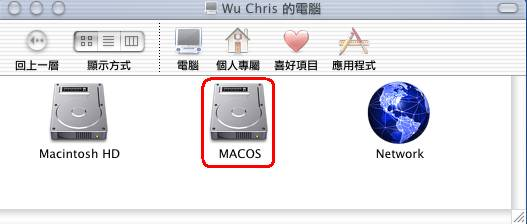 Wu Chris 的電腦
回上一層 顯示方式 電腦 個人專屬 喜好項目 應用程式
Macintosh HD MACOS Network